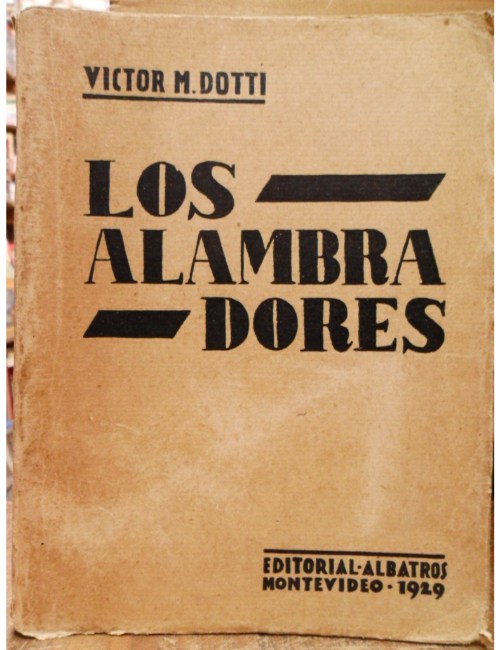 VICTOR M. DOTTI
LOS
ALAMBRA
DORES
EDITORIAL·ALBATROS
MONTEVIDEO · 1929